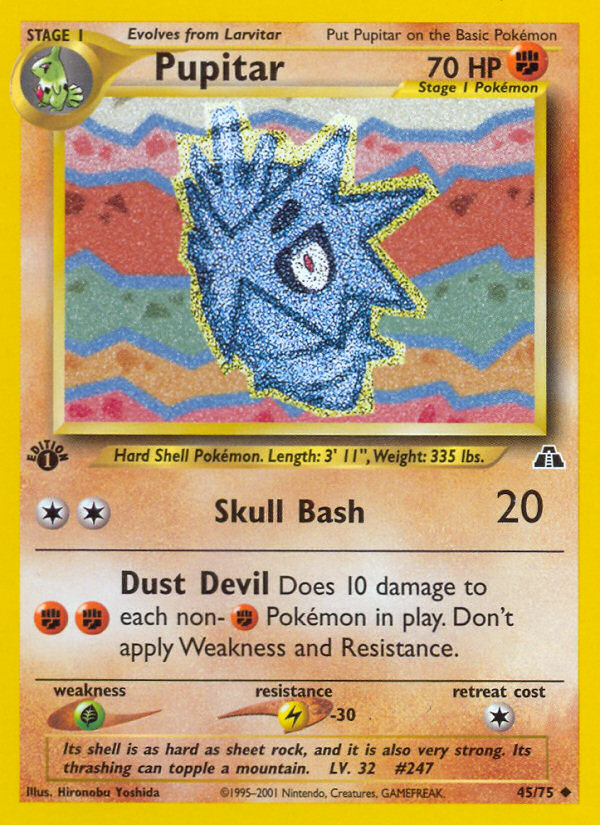 STAGE 1 Evolves from Larvitar Put Pupitar on the Basic Pokémon
Pupitar 70 HP
Stage 1 Pokémon
EDITION
1
Hard Shell Pokémon. Length: 3' 11", Weight: 335 lbs.
Skull Bash 20
Dust Devil Does 10 damage to
each non- Pokémon in play. Don't
apply Weakness and Resistance.
weakness resistance retreat cost
-30
Its shell is as hard as sheet rock, and it is also very strong. Its
thrashing can topple a mountain. LV. 32 #247
Illus. Hironobu Yoshida ©1995-2001 Nintendo, Creatures, GAMEFREAK. 45/75